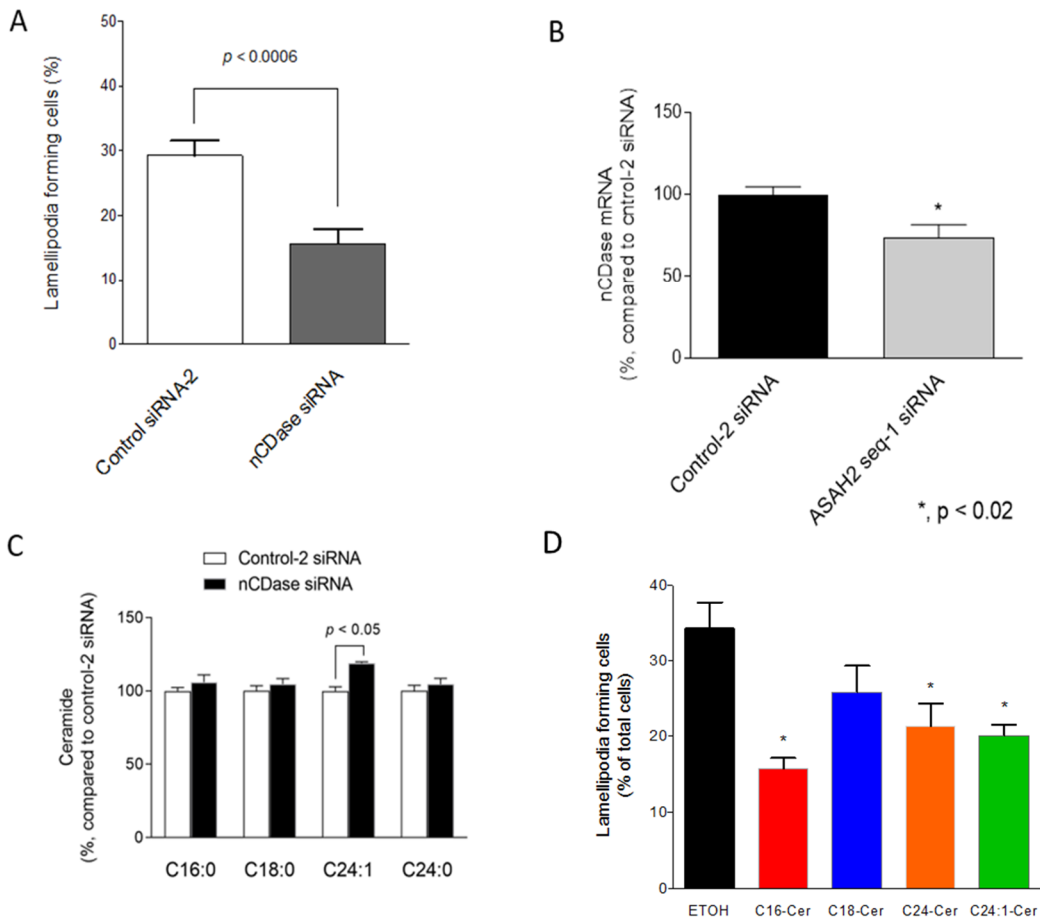 A
Lamellipodia forming cells (%)
50
40
30
20
10
0
p < 0.0006
Control siRNA-2
nCDase siRNA
B
nCDase mRNA
(%, compared to cntrol-2 siRNA)
150
100
50
0
*
Control-2 siRNA
ASAH2 seq-1 siRNA
*, p < 0.02
C
Control-2 siRNA
nCDase siRNA
Ceramide
(%, compared to control-2 siRNA)
150
100
50
0
p < 0.05
C16:0
C18:0
C24:1
C24:0
D
Lamellipodia forming cells
(% of total cells)
40
30
20
10
0
*
*
*
ETOH
C16-Cer
C18-Cer
C24-Cer
C24:1-Cer